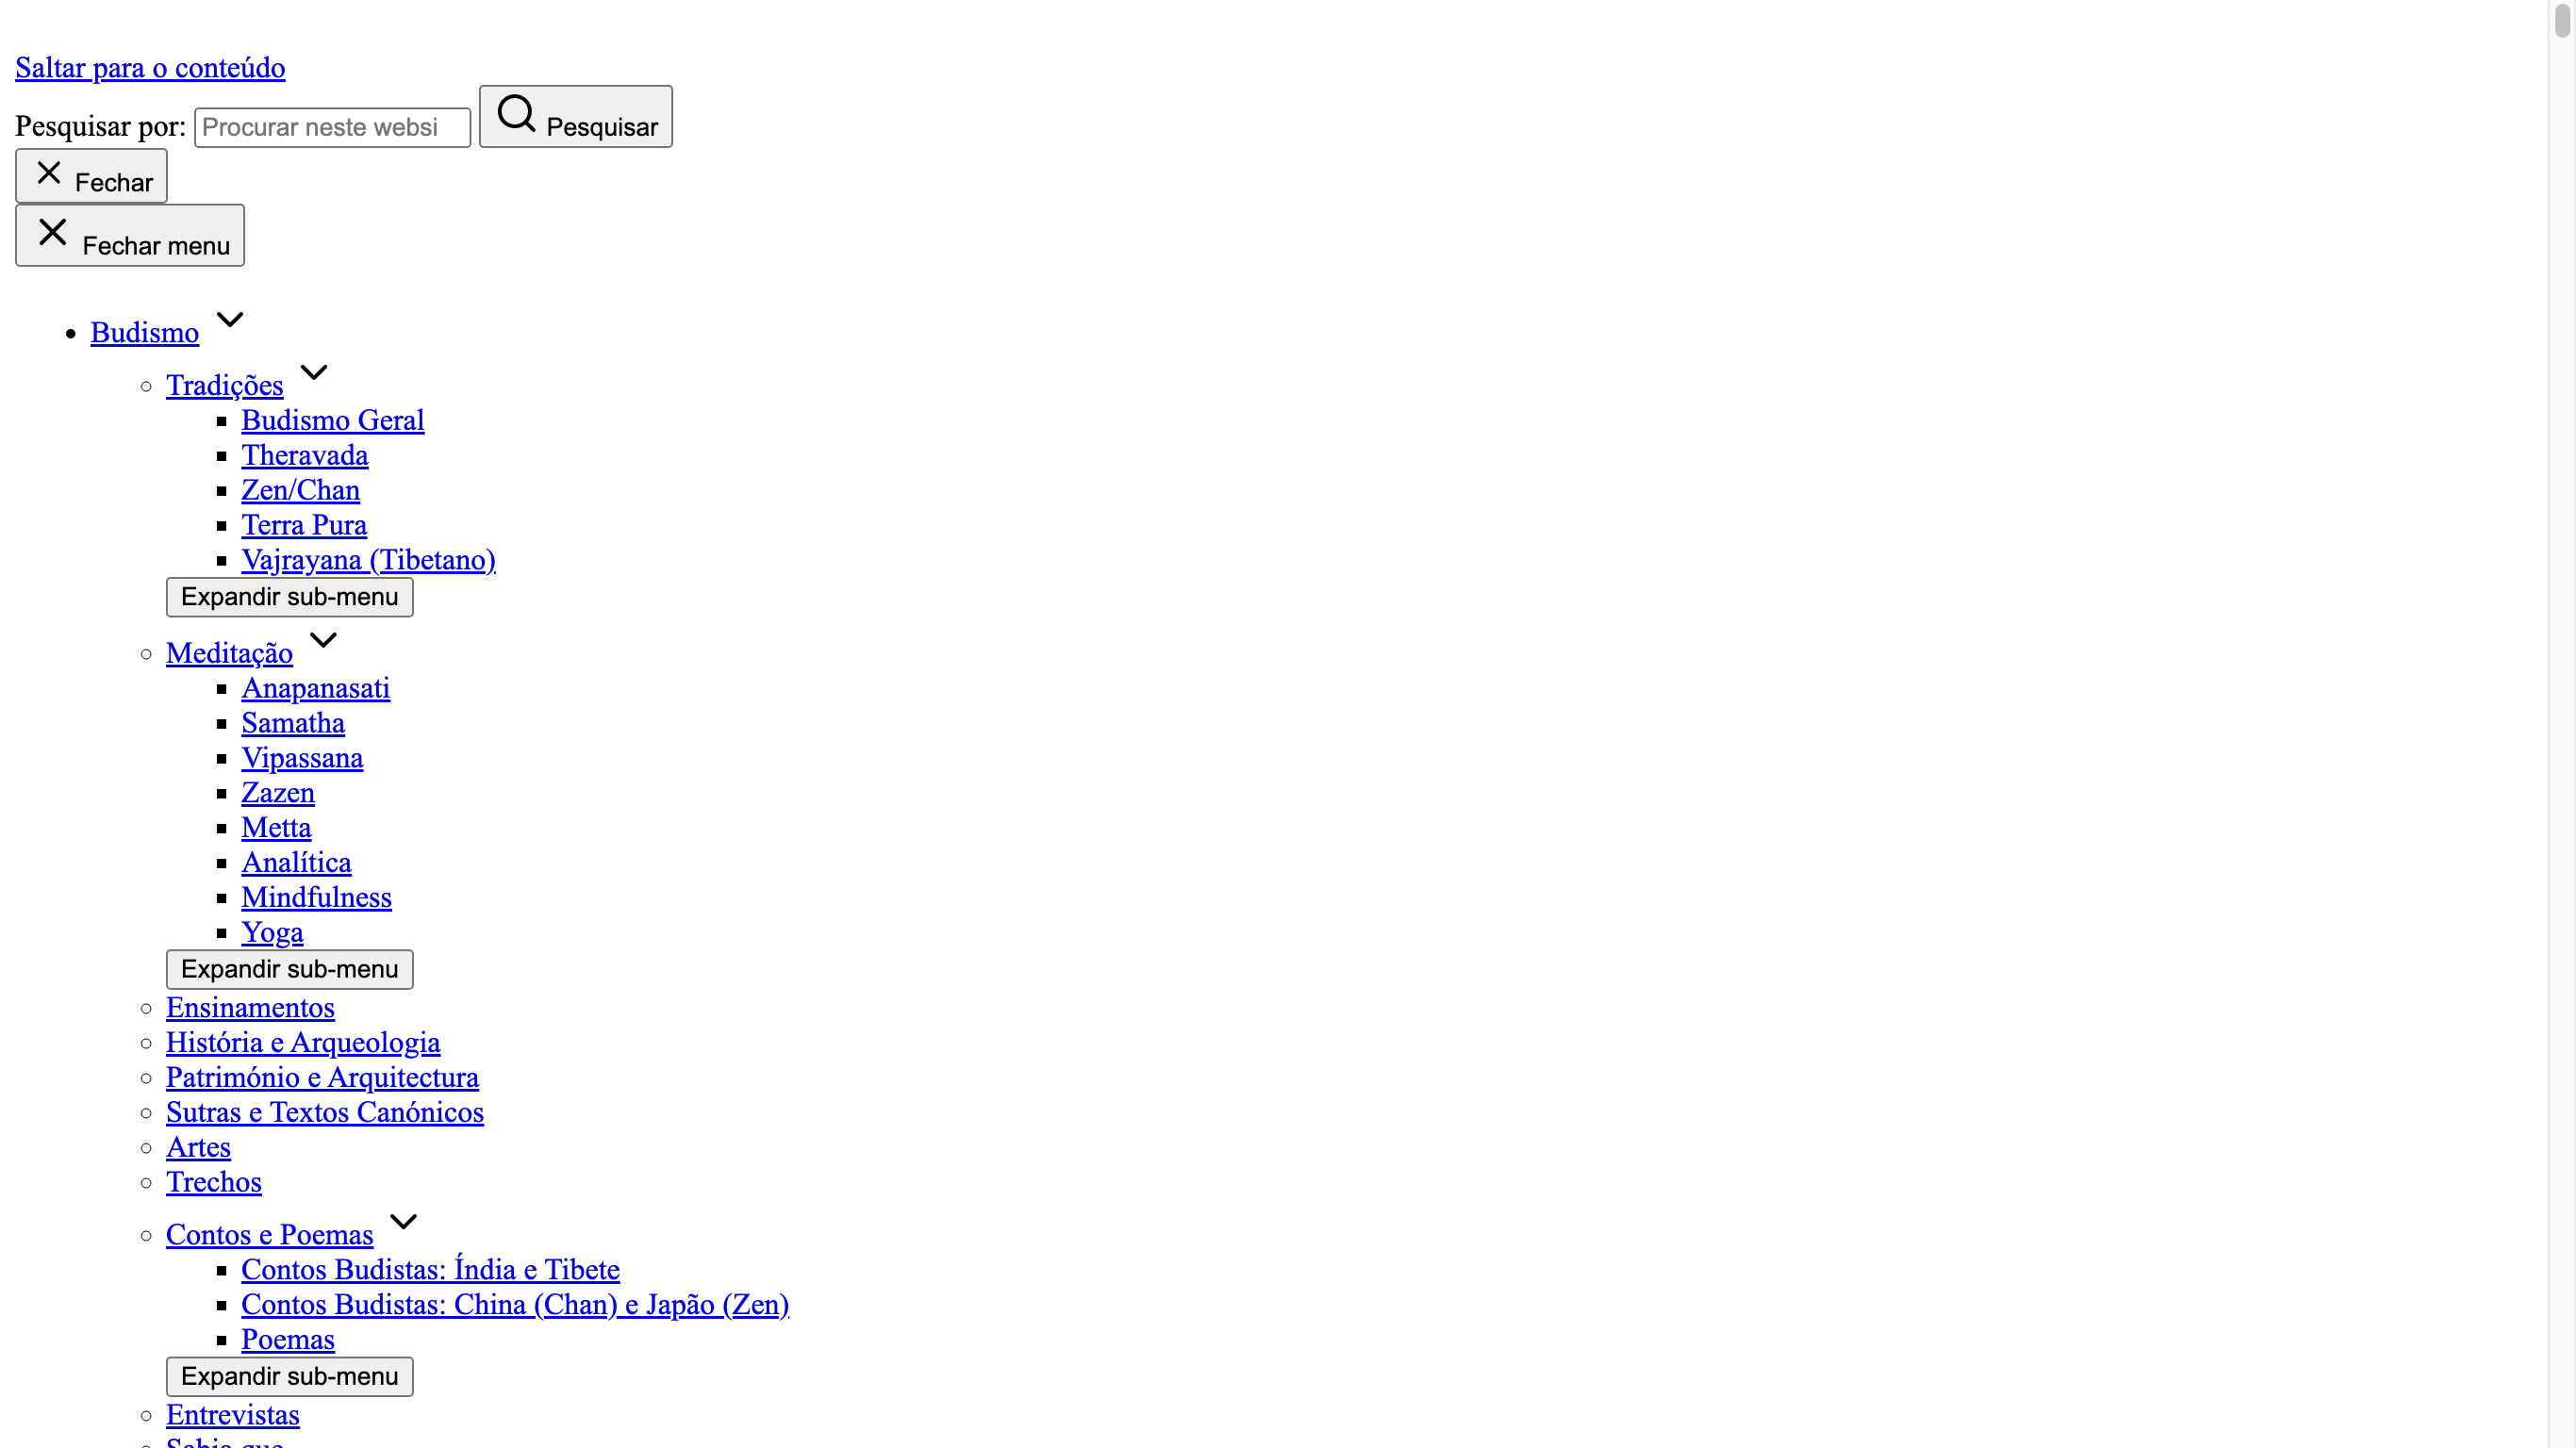 Saltar para o conteúdo
Pesquisar por: Procurar neste websi Pesquisar
Fechar
Fechar menu
Budismo
Tradições
Budismo Geral
Theravada
Zen/Chan
Terra Pura
Vajrayana (Tibetano)
Expandir sub-menu
Meditação
Anapanasati
Samatha
Vipassana
Zazen
Metta
Analítica
Mindfulness
Yoga
Expandir sub-menu
Ensinamentos
História e Arqueologia
Património e Arquitectura
Sutras e Textos Canónicos
Artes
Trechos
Contos e Poemas
Contos Budistas: Índia e Tibete
Contos Budistas: China (Chan) e Japão (Zen)
Poemas
Expandir sub-menu
Entrevistas